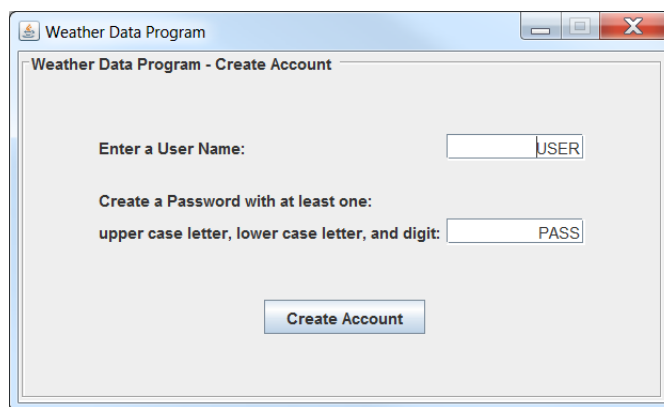 Weather Data Program
Weather Data Program - Create Account
Enter a User Name:
USER
Create a Password with at least one:
upper case letter, lower case letter, and digit:
PASS
Create Account